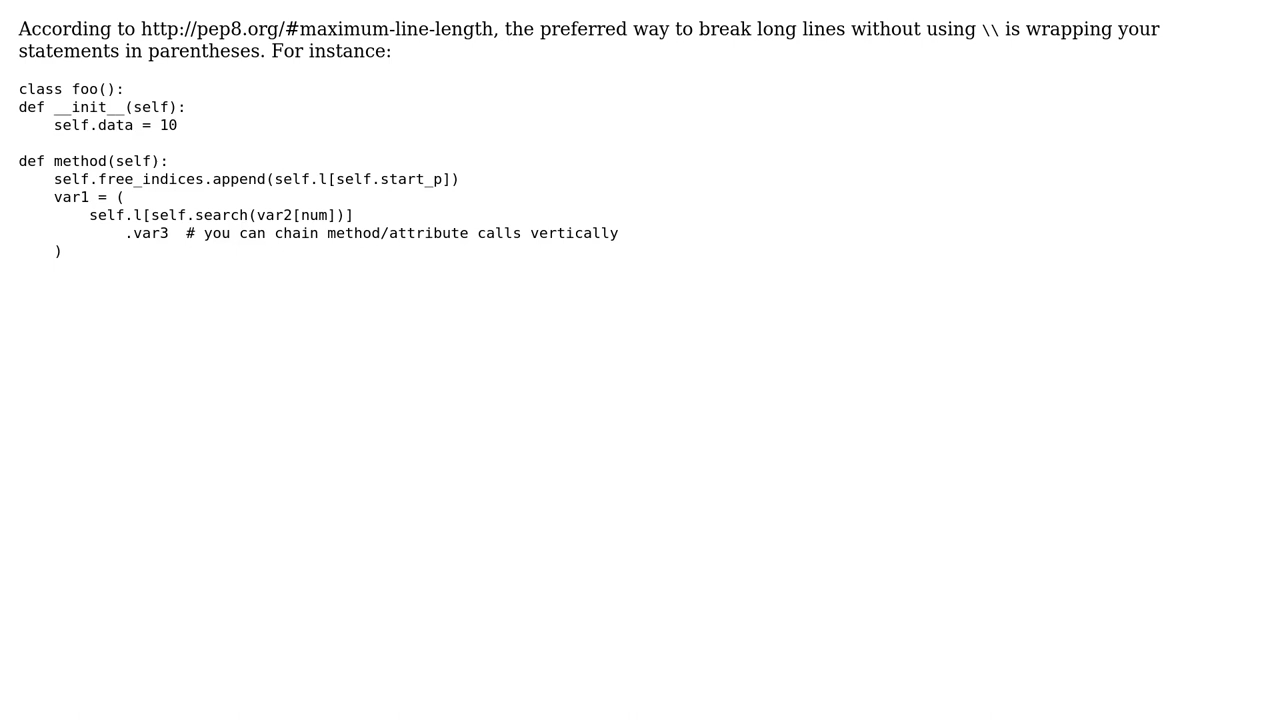 According to http://pep8.org/#maximum-line-length, the preferred way to break long lines without using \\ is wrapping your
statements in parentheses. For instance:

class foo():
def __init__(self):
    self.data = 10

def method(self):
    self.free_indices.append(self.l[self.start_p])
    var1 = (
        self.l[self.search(var2[num])]
            .var3  # you can chain method/attribute calls vertically
    )